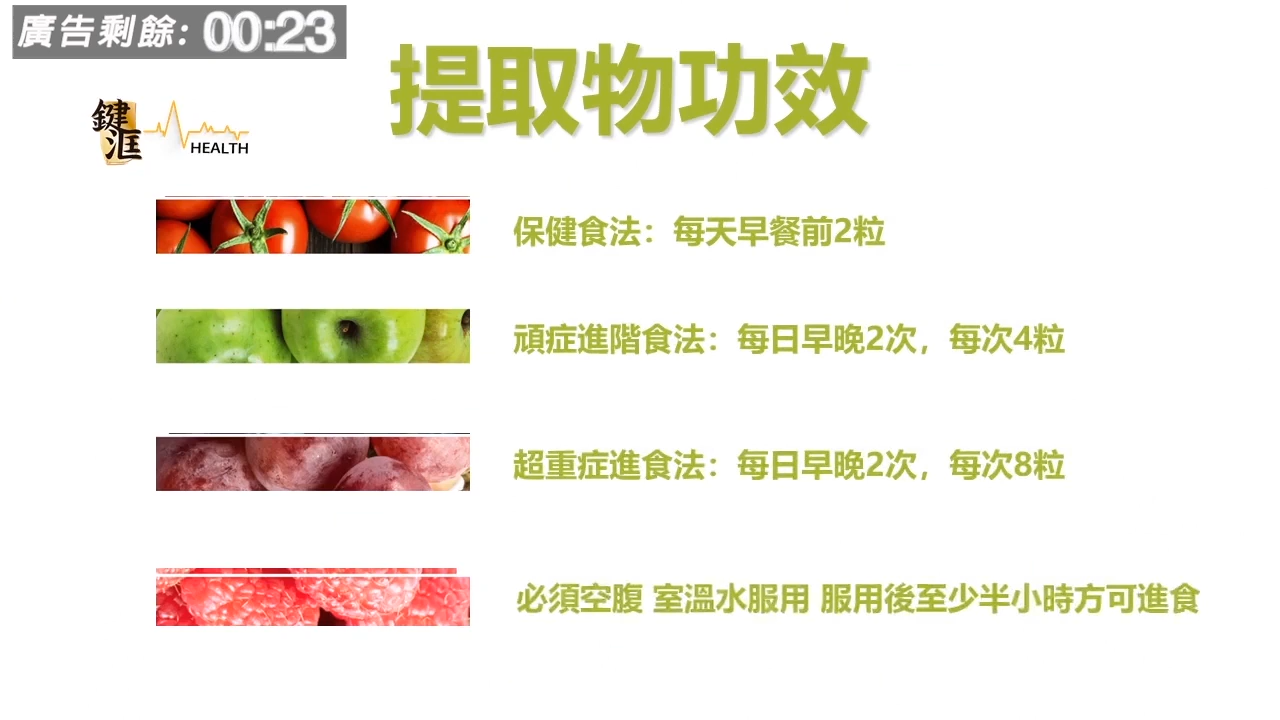 廣告剩餘: 00:23
提取物功效
鍵滙
HEALTH
保健食法：每天早餐前2粒
頑症進階食法：每日早晚2次，每次4粒
超重症進食法：每日早晚2次，每次8粒
必須空腹 室溫水服用 服用後至少半小時方可進食